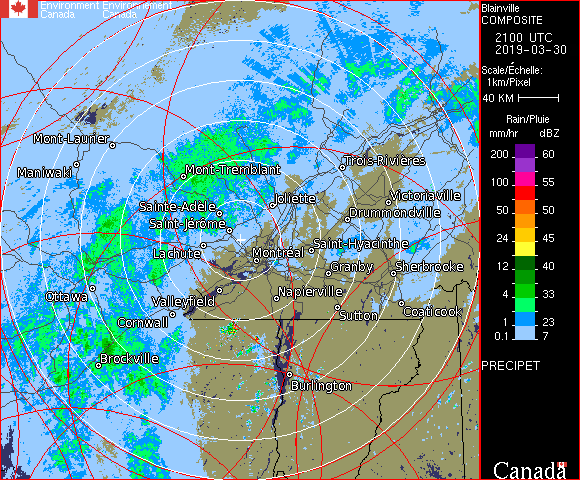 Environment Environnement
Canada Canada
Blainville
COMPOSITE
2100 UTC
2019-03-30
Scale/Échelle:
1km/Pixel
40 KM
Rain/Pluie
mm/hr dBZ
200 60
100 55
50 50
24 45
12 40
4 33
1 23
0.1 7
PRECIPET
Canada
Mont-Laurier
Maniwaki
Mont-Tremblant
Trois-Rivières
Joliette
Victoriaville
Sainte-Adele
Drummondville
Saint-Jérôme
Lachute
Montréal
Saint-Hyacinthe
Granby
Sherbrooke
Ottawa
Valleyfield
Napierville
Coaticook
Cornwall
Sutton
Brockville
Burlington